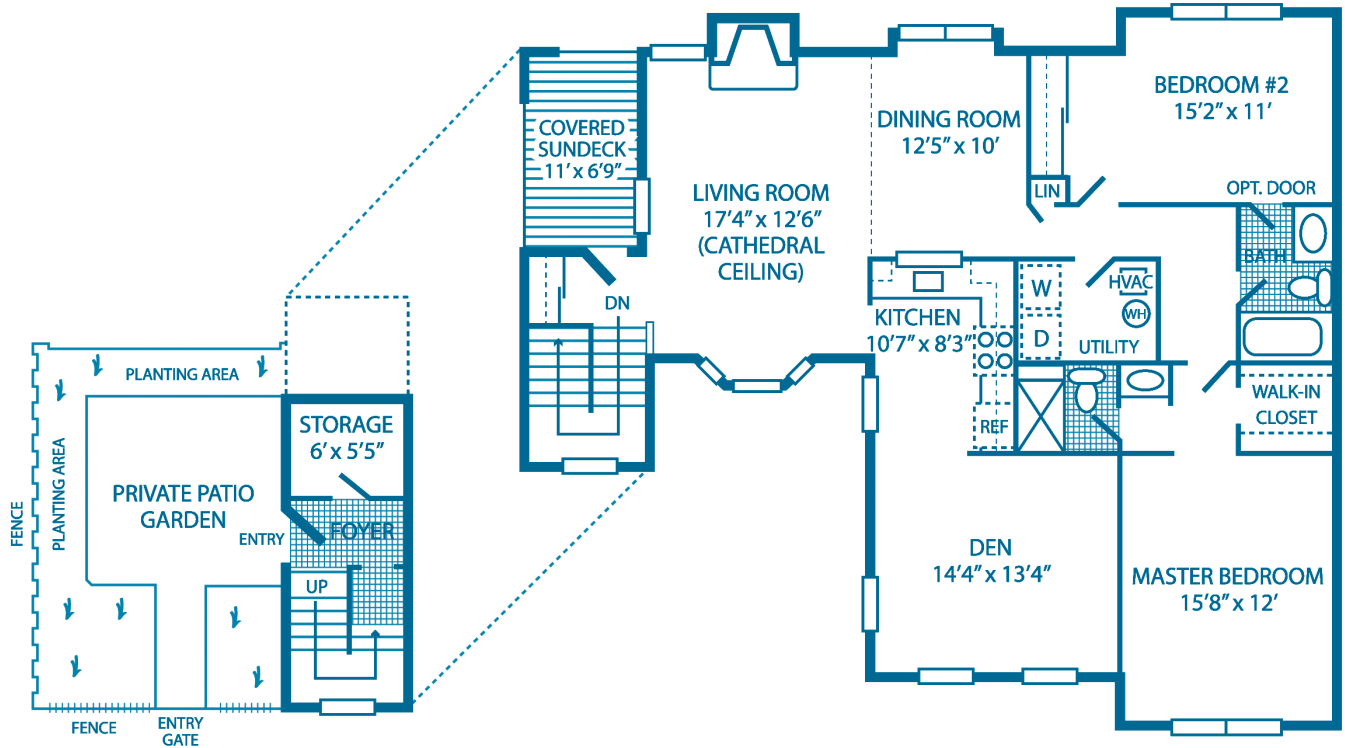 BEDROOM #2
15'2" x 11'
DINING ROOM
12'5" x 10'
COVERED
SUNDECK
11' x 6'9"
LIVING ROOM
17'4" x 12'6"
(CATHEDRAL
CEILING)
LIN
OPT. DOOR
BATH
DN
W
D
HVAC
WH
UTILITY
KITCHEN
10'7" x 8'3"
REF
WALK-IN
CLOSET
PLANTING AREA
PLANTING AREA
FENCE
STORAGE
6' x 5'5"
PRIVATE PATIO
GARDEN
ENTRY
FOYER
UP
DEN
14'4" x 13'4"
MASTER BEDROOM
15'8" x 12'
FENCE
ENTRY
GATE